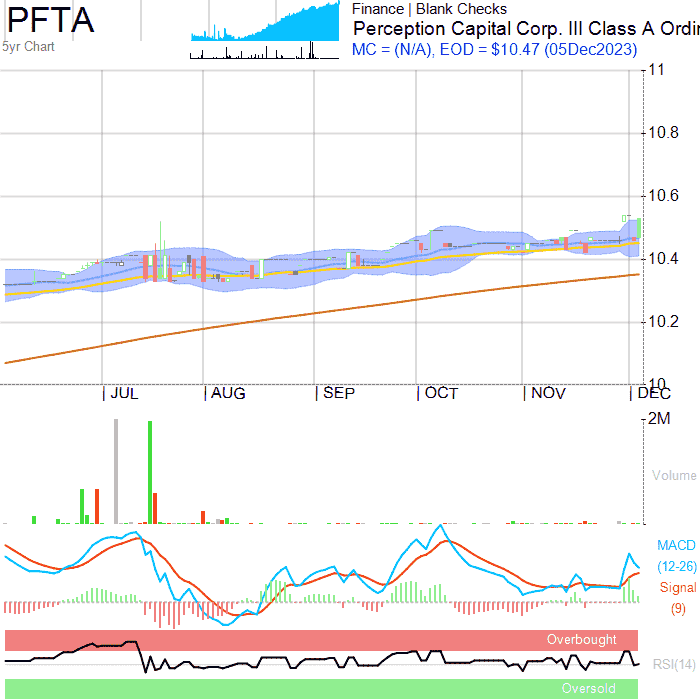 PFTA
5yr Chart
Finance | Blank Checks
Perception Capital Corp. III Class A Ordin
MC = (N/A), EOD = $10.47 (05Dec2023)
11
10.8
10.6
10.4
10.2
10
JUL AUG SEP OCT NOV DEC
2M
Volume
MACD
(12-26)
Signal
(9)
Overbought
RSI(14)
Oversold